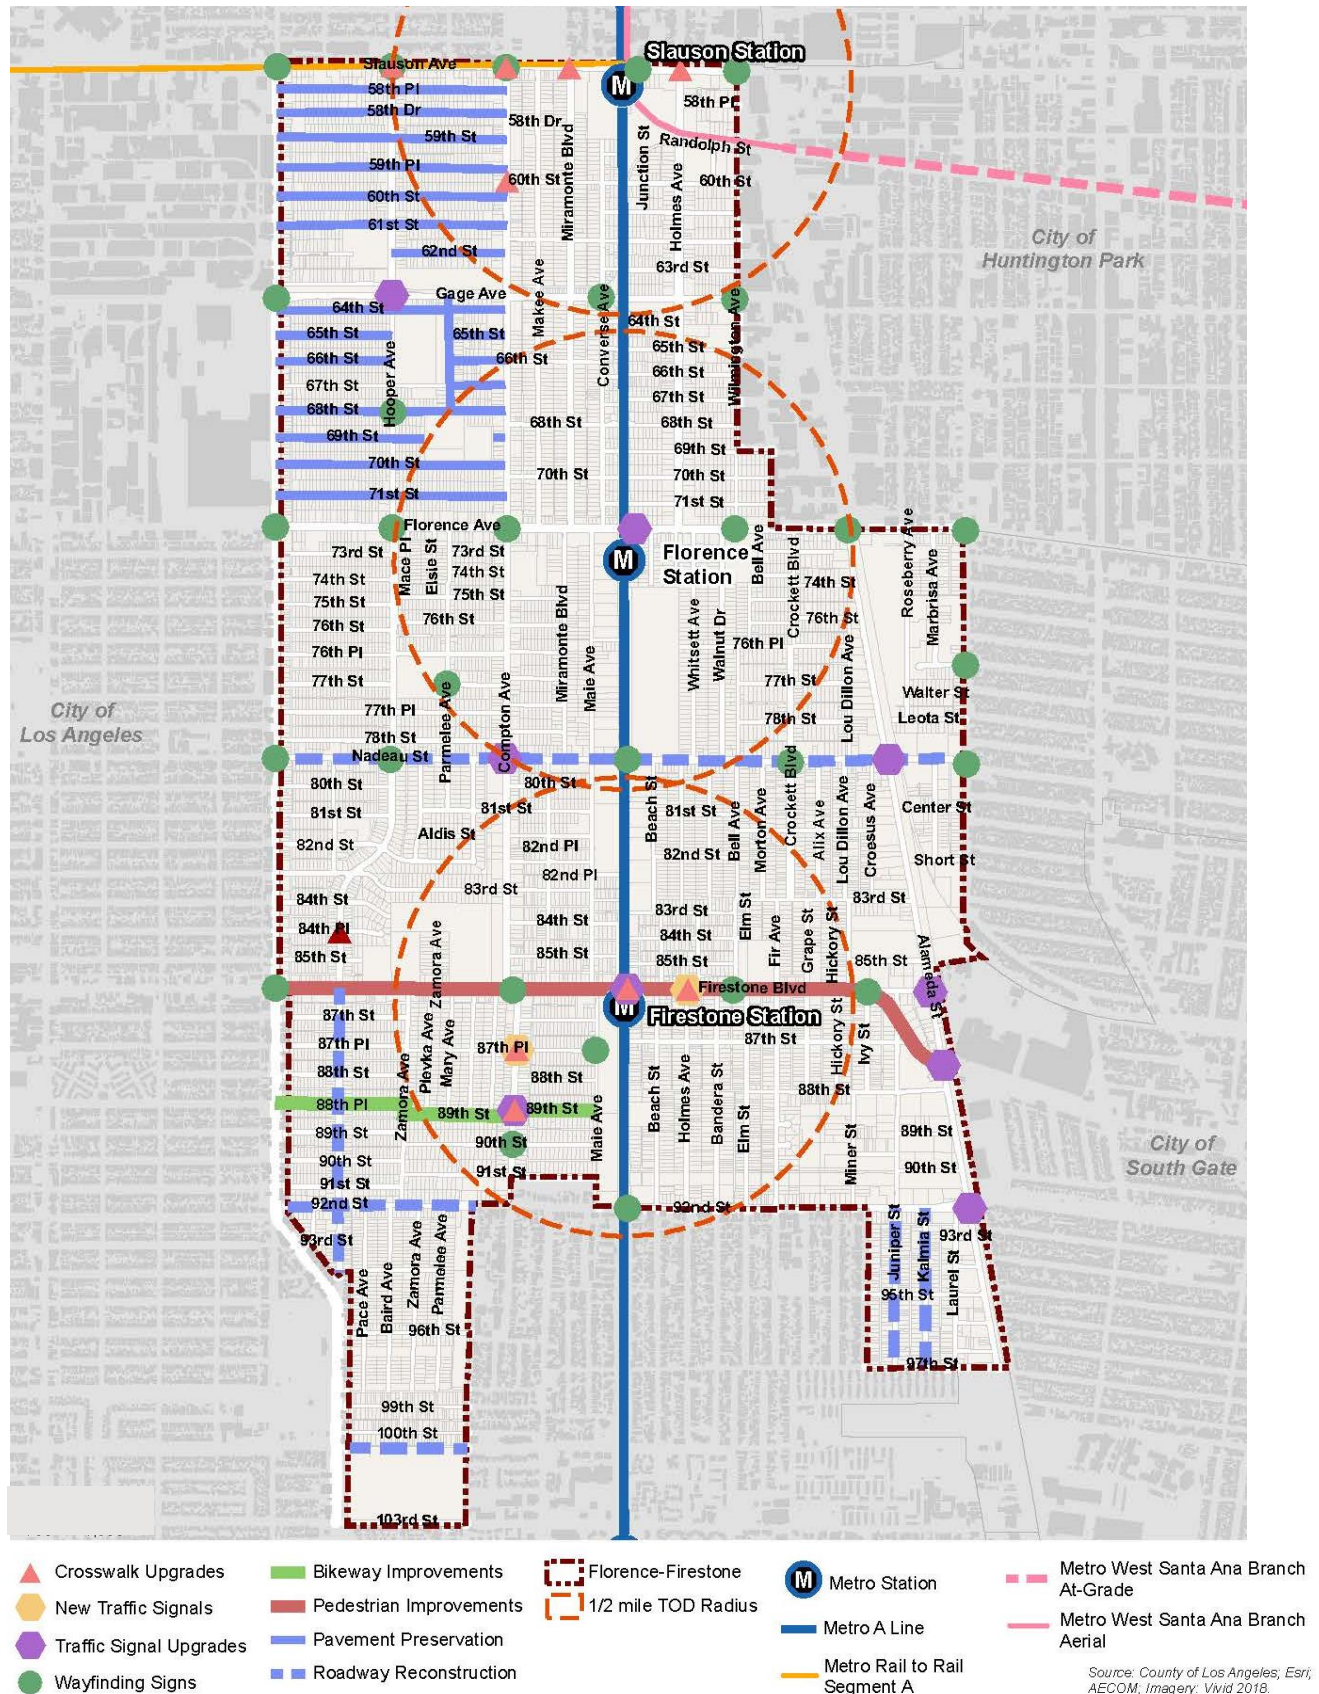 Slauson Station
Slauson Ave
58th Pl
58th Pl
58th Dr
58th Dr
59th St
Randolph St
59th Pl
60th St
60th St
60th St
61st St
Junction St
Miramonte Blvd
Holmes Ave
62nd St
63rd St
City of
Huntington Park
Gage Ave
64th St
64th St
Makee Ave
Converse Ave
Wilmington Ave
65th St
65th St
65th St
66th St
66th St
66th St
67th St
67th St
Hooper Ave
68th St
68th St
68th St
69th St
69th St
70th St
70th St
70th St
71st St
71st St
Florence Ave
Florence
Station
73rd St
73rd St
Mace Pl
Elsie St
Bell Ave
Crockett Blvd
Roseberry Ave
Marbrisa Ave
74th St
74th St
74th St
75th St
75th St
76th St
76th St
76th St
76th Pl
76th Pl
Miramonte Blvd
Maie Ave
Whitsett Ave
Walnut Dr
Lou Dillon Ave
77th St
77th St
Walter St
Leota St
City of
Los Angeles
77th Pl
78th St
78th St
Parmelee Ave
Compton Ave
Nadeau St
80th St
80th St
81st St
81st St
81st St
Center St
Beach St
Bell Ave
Morton Ave
Crockett Blvd
Alix Ave
Lou Dillon Ave
Croesus Ave
Aldis St
82nd St
82nd Pl
82nd St
Short St
82nd Pl
83rd St
83rd St
84th St
83rd St
84th St
84th Pl
84th St
85th St
85th St
85th St
85th St
Zamora Ave
Elm St
Fir Ave
Grape St
Hickory St
Alameda St
Firestone Blvd
Firestone Station
87th St
87th St
87th Pl
87th Pl
88th St
88th St
88th St
Plevka Ave
Mary Ave
Zamora Ave
Hickory St
Ivy St
88th Pl
89th St
89th St
89th St
89th St
Maie Ave
Beach St
Holmes Ave
Bandera St
Elm St
Miner St
City of
South Gate
90th St
90th St
90th St
91st St
91st St
92nd St
92nd St
93rd St
93rd St
Pace Ave
Baird Ave
Zamora Ave
Parmelee Ave
Juniper St
Kalmia St
Laurel St
95th St
96th St
97th St
99th St
100th St
103rd St
M
M
M
Crosswalk Upgrades
New Traffic Signals
Traffic Signal Upgrades
Wayfinding Signs
Bikeway Improvements
Pedestrian Improvements
Pavement Preservation
Roadway Reconstruction
Florence-Firestone
1/2 mile TOD Radius
M
Metro Station
Metro A Line
Metro Rail to Rail
Segment A
Metro West Santa Ana Branch
At-Grade
Metro West Santa Ana Branch
Aerial
Source: County of Los Angeles; Esri;
AECOM; Imagery: Vivid 2018.